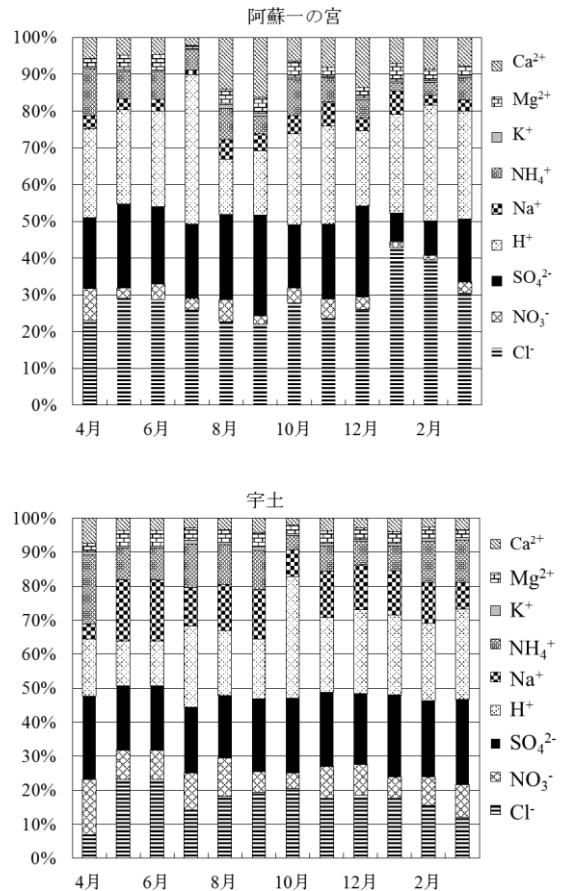 阿蘇一の宮
100%
90%
80%
70%
60%
50%
40%
30%
20%
10%
0%
4月 6月 8月 10月 12月 2月
Ca²⁺
Mg²⁺
K⁺
NH₄⁺
Na⁺
H⁺
SO₄²⁻
NO₃⁻
Cl⁻
宇土
100%
90%
80%
70%
60%
50%
40%
30%
20%
10%
0%
4月 6月 8月 10月 12月 2月
Ca²⁺
Mg²⁺
K⁺
NH₄⁺
Na⁺
H⁺
SO₄²⁻
NO₃⁻
Cl⁻